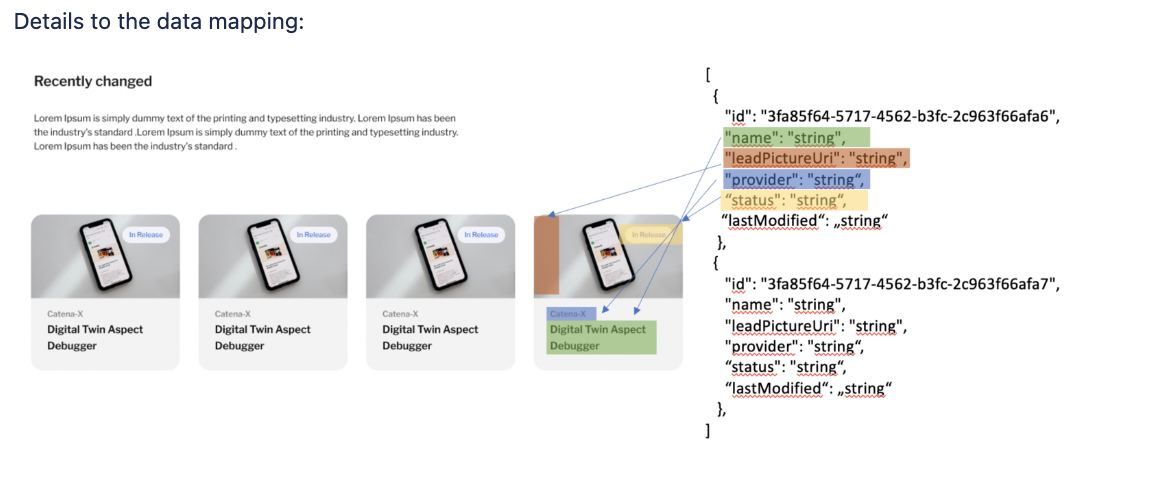 Details to the data mapping:
Recently changed
Lorem Ipsum is simply dummy text of the printing and typesetting industry. Lorem Ipsum has been
the industry's standard .Lorem Ipsum is simply dummy text of the printing and typesetting industry.
Lorem Ipsum has been the industry's standard .
In Release
Catena-X
Digital Twin Aspect
Debugger
In Release
Catena-X
Digital Twin Aspect
Debugger
In Release
Catena-X
Digital Twin Aspect
Debugger
In Release
Catena-X
Digital Twin Aspect
Debugger
[
{
"id": "3fa85f64-5717-4562-b3fc-2c963f66afa6",
"name": "string",
"leadPictureUri": "string",
"provider": "string“,
“status": "string“,
“lastModified“: „string“
},
{
"id": "3fa85f64-5717-4562-b3fc-2c963f66afa7",
"name": "string",
"leadPictureUri": "string",
"provider": "string“,
“status": "string“,
“lastModified“: „string“
},
]